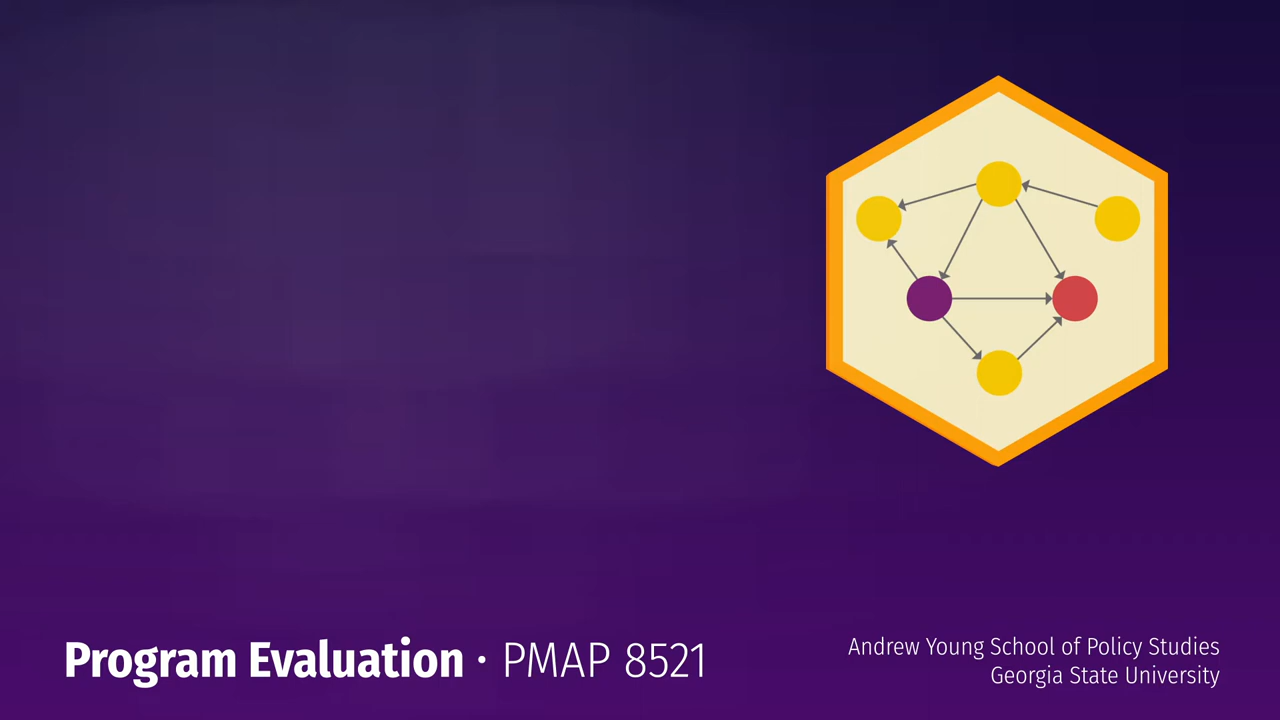 Program Evaluation · PMAP 8521
Andrew Young School of Policy Studies
Georgia State University